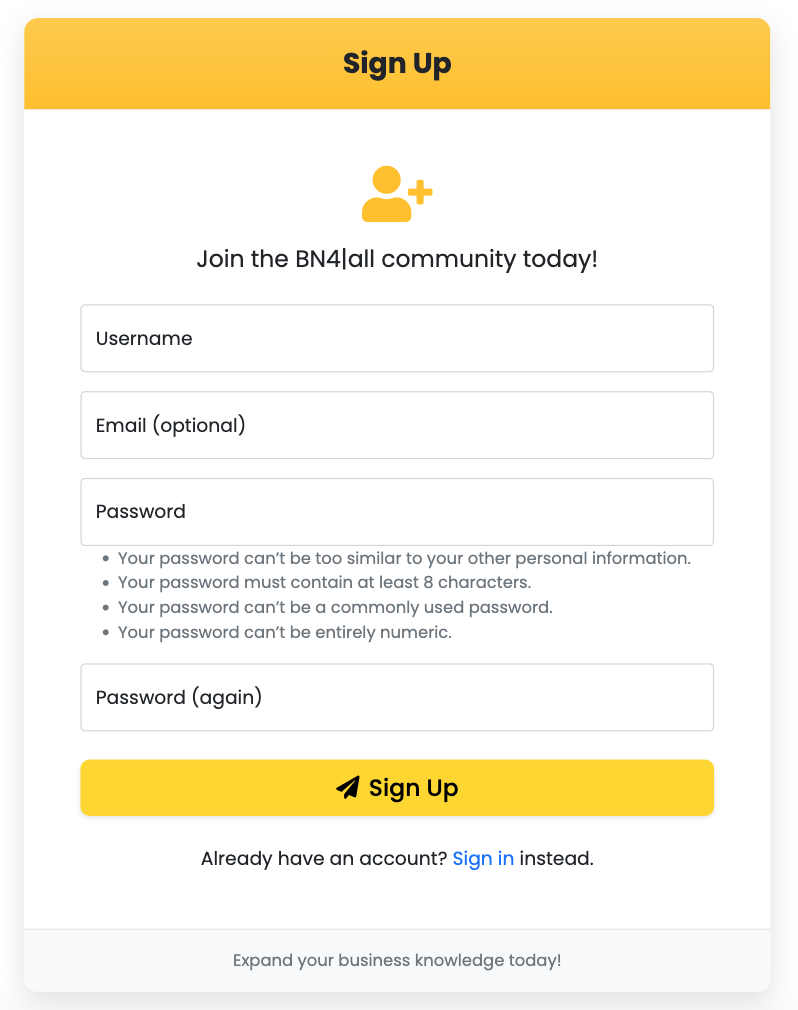 Sign Up
Join the BN4|all community today!
Username
Email (optional)
Password
• Your password can’t be too similar to your other personal information.
• Your password must contain at least 8 characters.
• Your password can’t be a commonly used password.
• Your password can’t be entirely numeric.
Password (again)
Sign Up
Already have an account? Sign in instead.
Expand your business knowledge today!